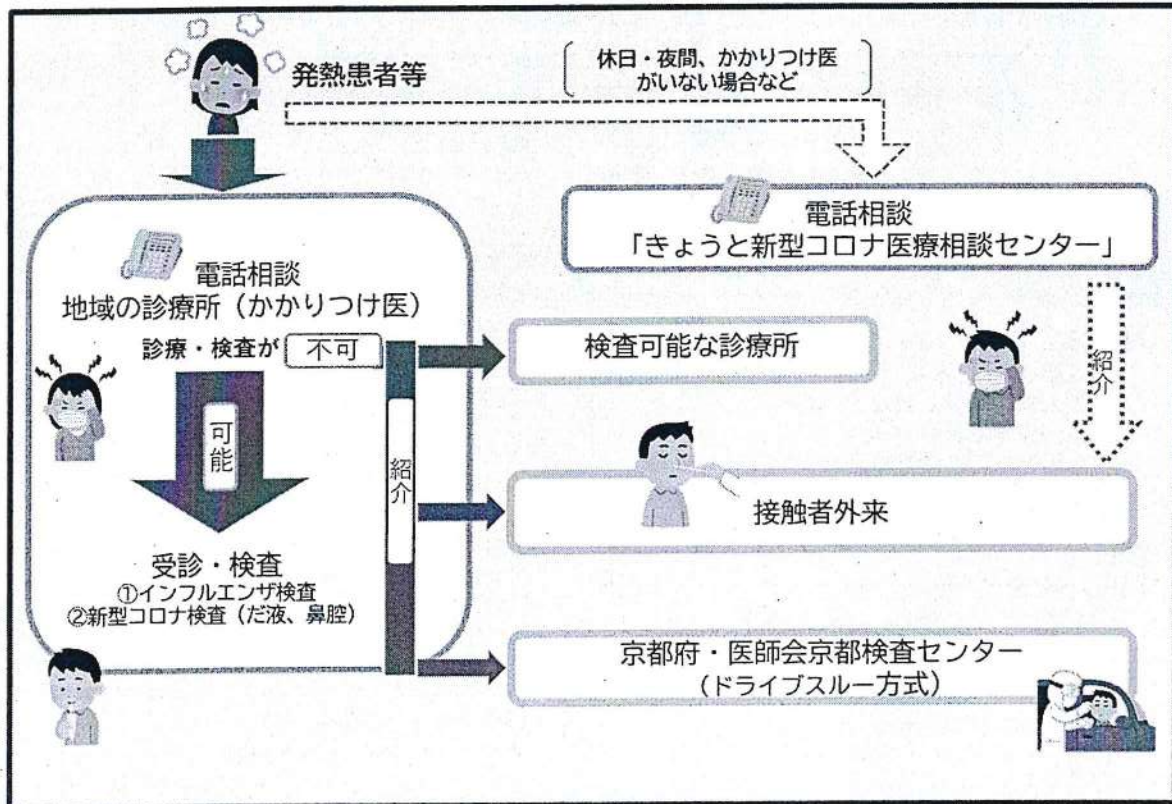 発熱患者等
休日・夜間、かかりつけ医
がいない場合など
電話相談
「きょうと新型コロナ医療相談センター」
電話相談
地域の診療所（かかりつけ医）
診療・検査が 不可
可能
紹介
受診・検査
①インフルエンザ検査
②新型コロナ検査（だ液、鼻腔）
検査可能な診療所
紹介
接触者外来
京都府・医師会京都検査センター
（ドライブスルー方式）